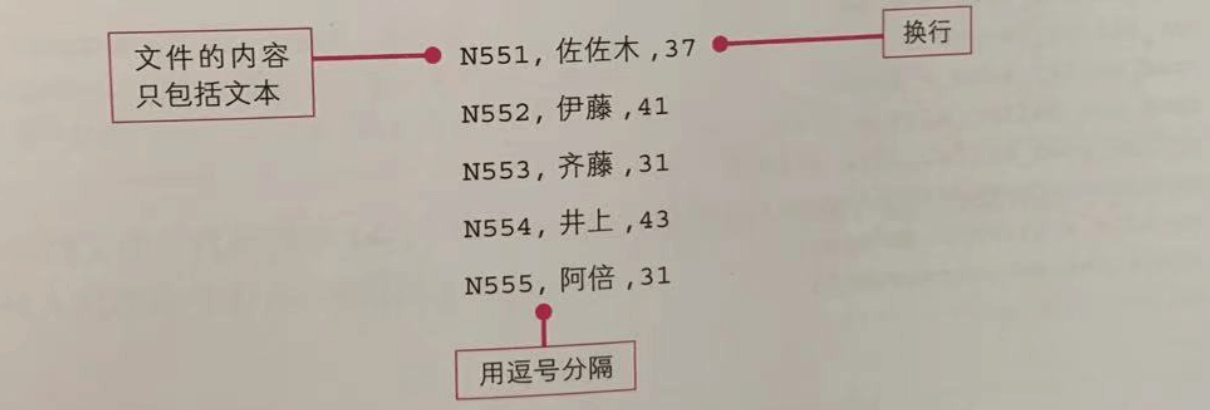 文件的内容
只包括文本
N551, 佐佐木 ,37
换行
N552, 伊藤 ,41
N553, 齐藤 ,31
N554, 井上 ,43
N555, 阿倍 ,31
用逗号分隔